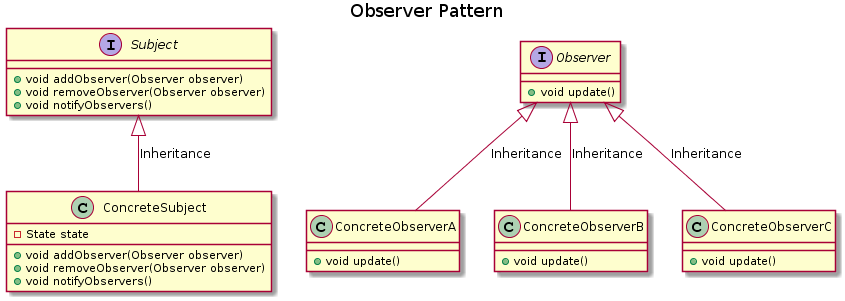 Observer Pattern
I Subject
void addObserver(Observer observer)
void removeObserver(Observer observer)
void notifyObservers()
I Observer
void update()
Inheritance
Inheritance
Inheritance
Inheritance
C ConcreteSubject
State state
void addObserver(Observer observer)
void removeObserver(Observer observer)
void notifyObservers()
C ConcreteObserverA
void update()
C ConcreteObserverB
void update()
C ConcreteObserverC
void update()